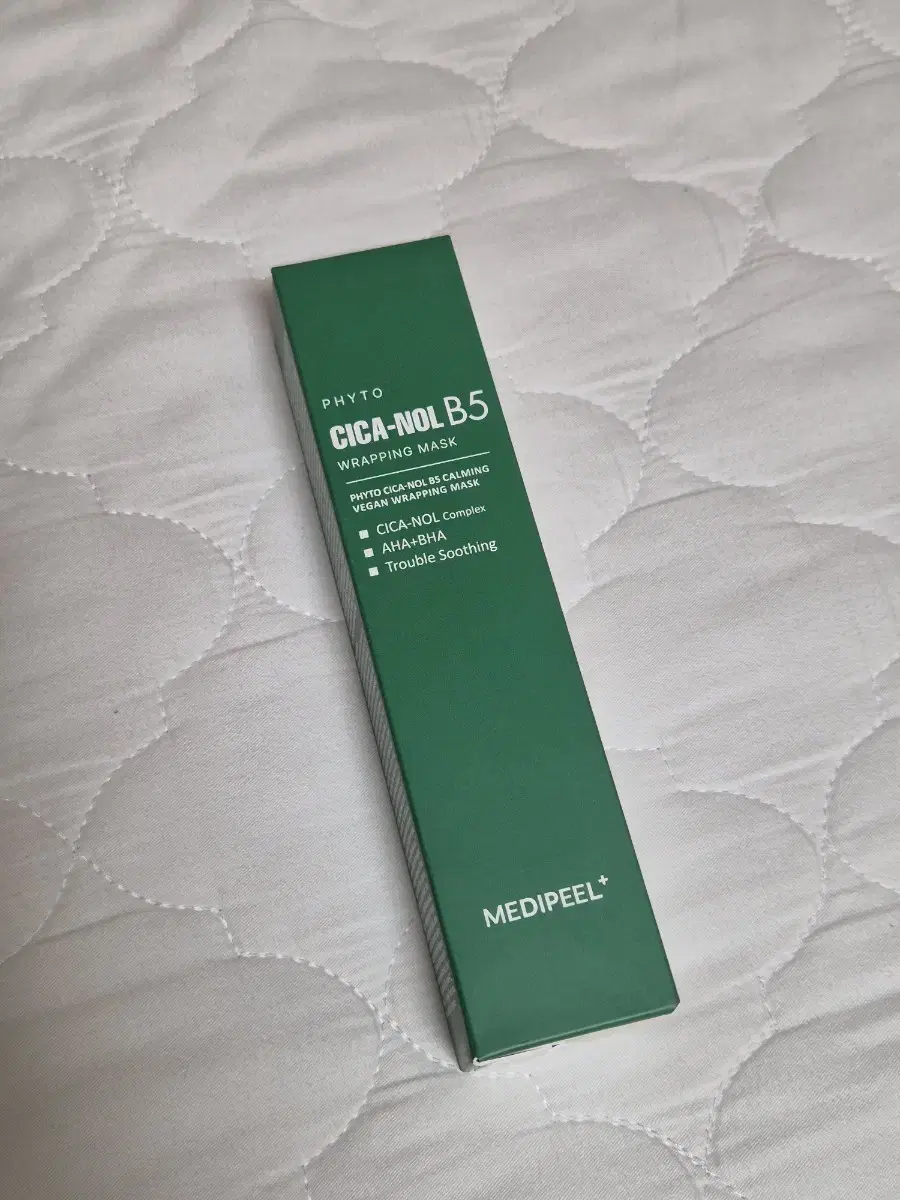 PHYTO
CICA-NOL B5
WRAPPING MASK
PHYTO CICA-NOL B5 CALMING
VEGAN WRAPPING MASK
CICA-NOL Complex
AHA+BHA
Trouble Soothing
MEDIPEEL+